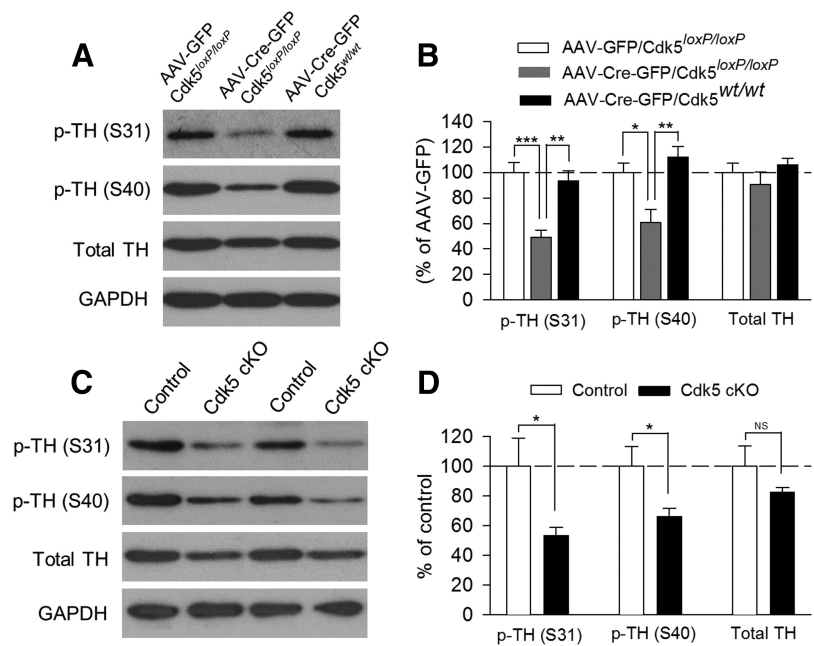 A
AAV-GFP
Cdk5loxP/loxP
AAV-Cre-GFP
Cdk5loxP/loxP
AAV-Cre-GFP
Cdk5wt/wt
p-TH (S31)
p-TH (S40)
Total TH
GAPDH
B
AAV-GFP/Cdk5loxP/loxP
AAV-Cre-GFP/Cdk5loxP/loxP
AAV-Cre-GFP/Cdk5wt/wt
(% of AAV-GFP)
140
120
100
80
60
40
20
0
*** ** * **
p-TH (S31) p-TH (S40) Total TH
C
Control Cdk5 cKO Control Cdk5 cKO
p-TH (S31)
p-TH (S40)
Total TH
GAPDH
D
Control Cdk5 cKO
% of control
120
100
80
60
40
20
0
* * NS
p-TH (S31) p-TH (S40) Total TH